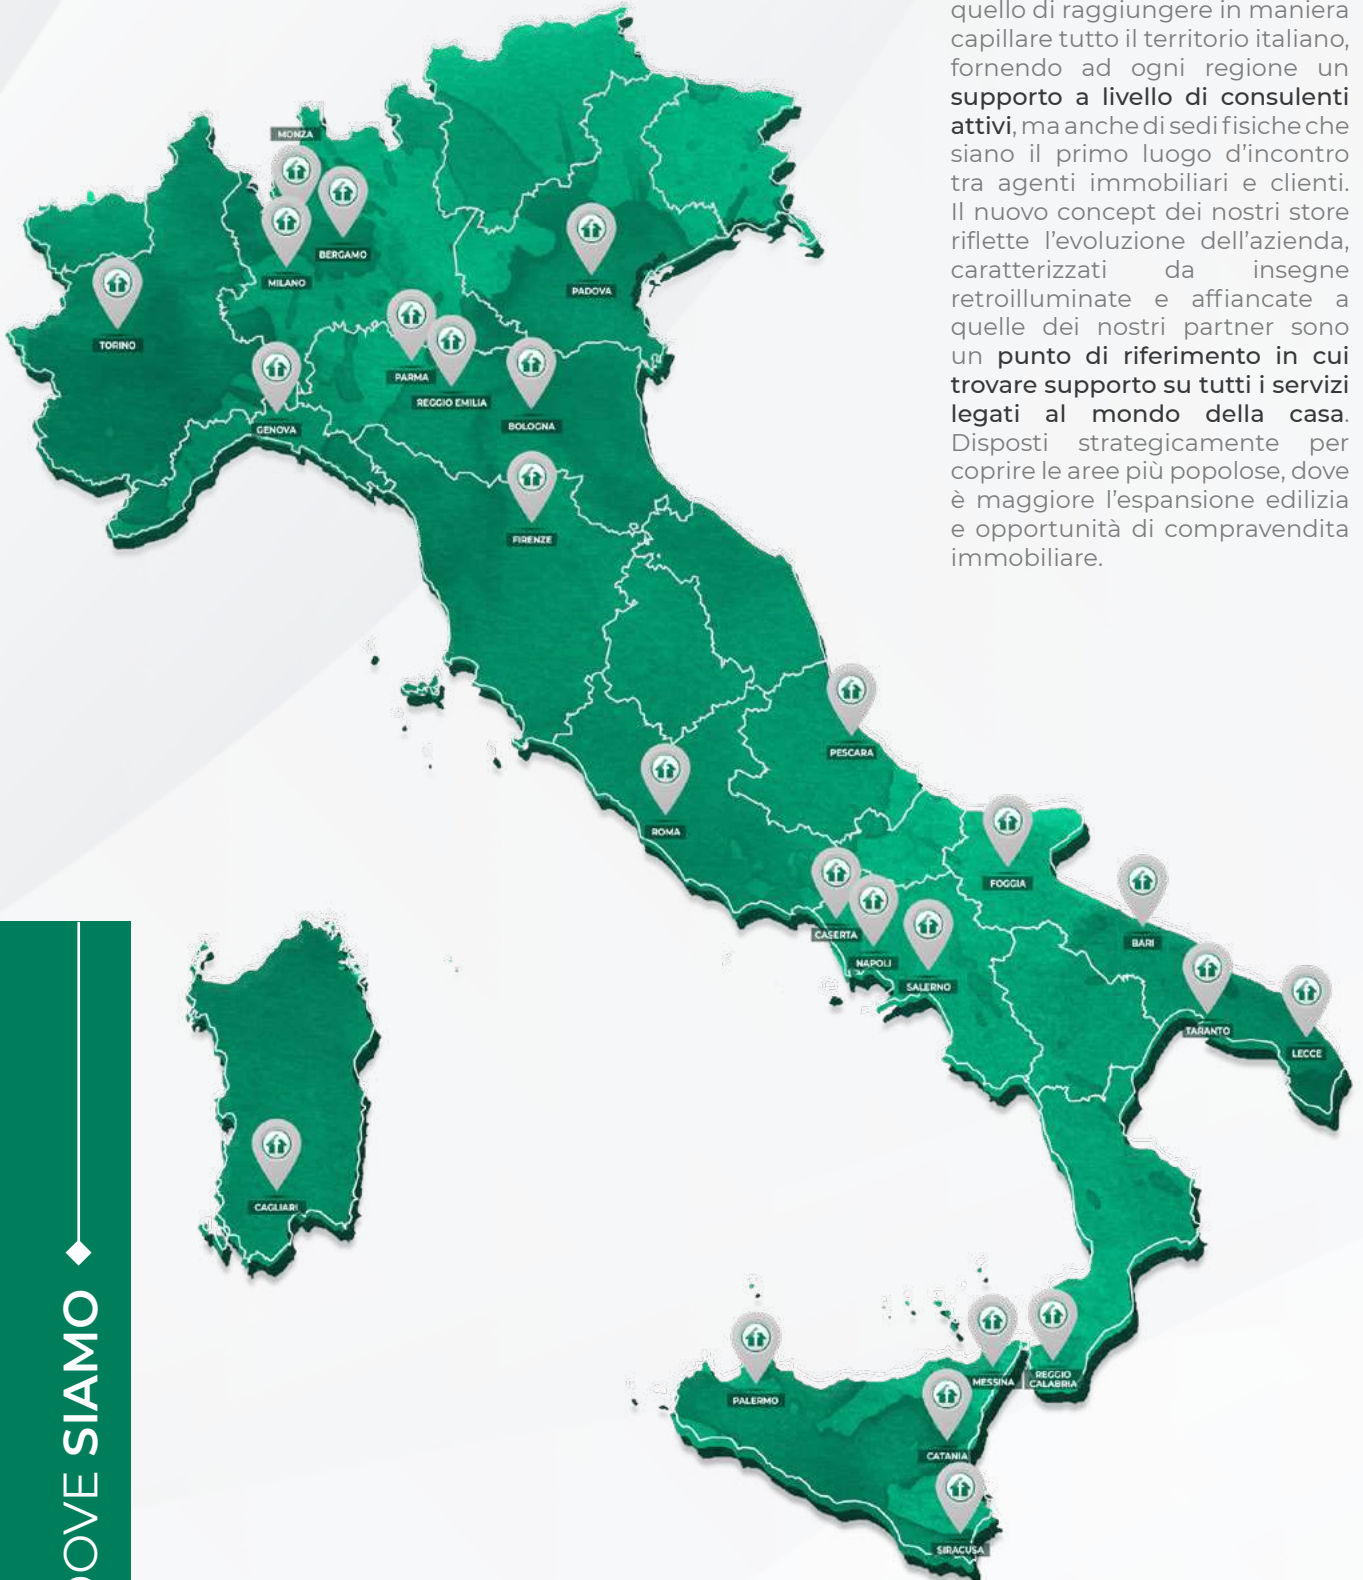 quello di raggiungere in maniera
capillare tutto il territorio italiano,
fornendo ad ogni regione un
supporto a livello di consulenti
attivi, ma anche di sedi fisiche che
siano il primo luogo d'incontro
tra agenti immobiliari e clienti.
Il nuovo concept dei nostri store
riflette l'evoluzione dell'azienda,
caratterizzati da insegne
retroilluminate e affiancate a
quelle dei nostri partner sono
un punto di riferimento in cui
trovare supporto su tutti i servizi
legati al mondo della casa.
Disposti strategicamente per
coprire le aree più popolose, dove
è maggiore l'espansione edilizia
e opportunità di compravendita
immobiliare.
MONZA
BERGAMO
MILANO
PADOVA
TORINO
PARMA
REGGIO EMILIA
BOLOGNA
GENOVA
FIRENZE
PESCARA
ROMA
FOGGIA
CASERTA
NAPOLI
SALERNO
BARI
TARANTO
LECCE
CAGLIARI
MESSINA
REGGIO
CALABRIA
PALERMO
CATANIA
SIRACUSA
DOVE SIAMO